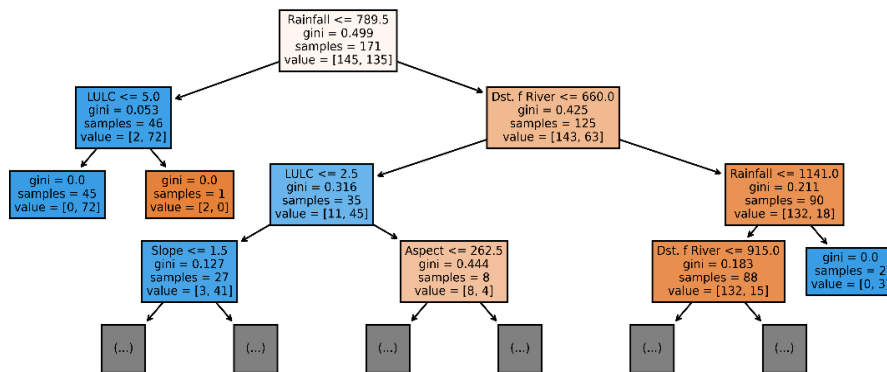 Rainfall <= 789.5
gini = 0.499
samples = 171
value = [145, 135]
LULC <= 5.0
gini = 0.053
samples = 46
value = [2, 72]
Dst. f River <= 660.0
gini = 0.425
samples = 125
value = [143, 63]
gini = 0.0
samples = 45
value = [0, 72]
gini = 0.0
samples = 1
value = [2, 0]
LULC <= 2.5
gini = 0.316
samples = 35
value = [11, 45]
Rainfall <= 1141.0
gini = 0.211
samples = 90
value = [132, 18]
Slope <= 1.5
gini = 0.127
samples = 27
value = [3, 41]
Aspect <= 262.5
gini = 0.444
samples = 8
value = [8, 4]
Dst. f River <= 915.0
gini = 0.183
samples = 88
value = [132, 15]
gini = 0.0
samples = 2
value = [0, 3]
(...)
(...)
(...)
(...)
(...)
(...)